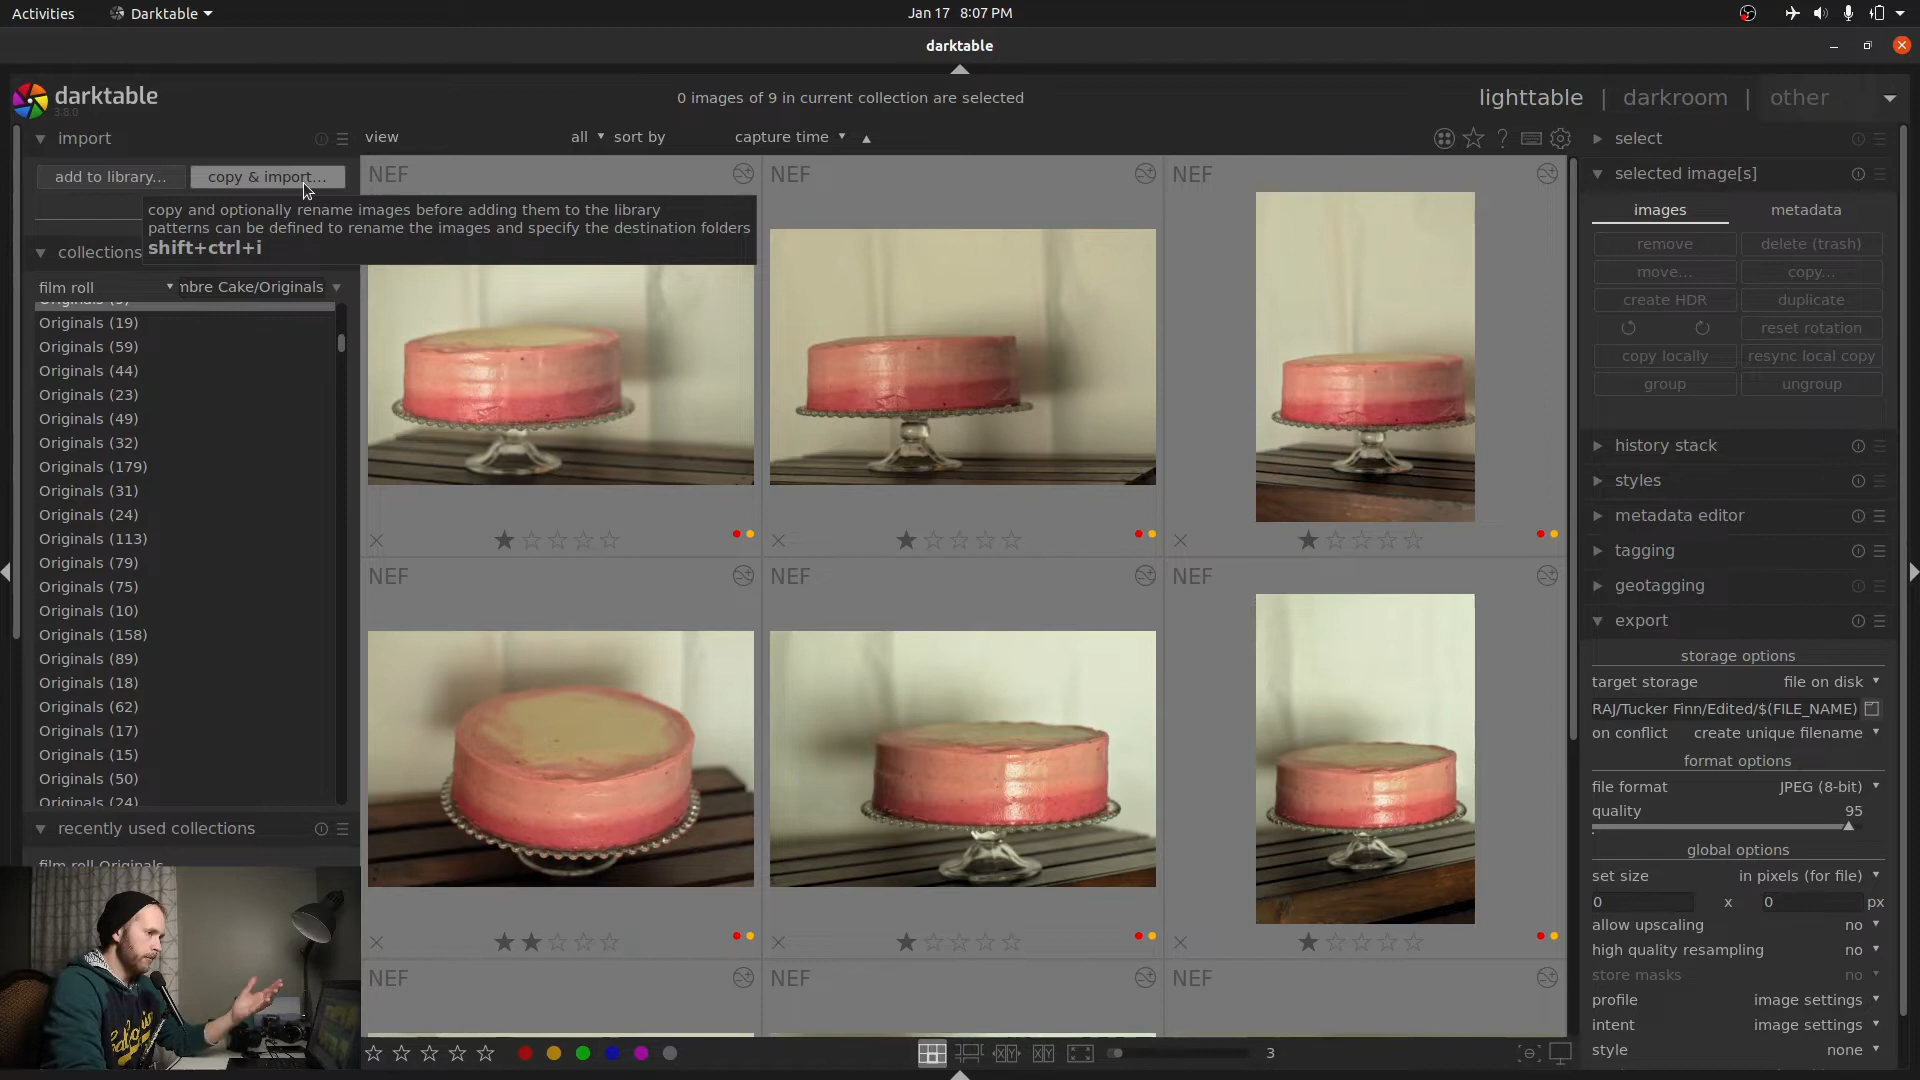 Activities
Darktable
Jan 17 8:07 PM
darktable
darktable
3.8.0
0 images of 9 in current collection are selected
lighttable | darkroom | other
import
view
all
sort by
capture time
add to library...
copy & import...
copy and optionally rename images before adding them to the library
patterns can be defined to rename the images and specify the destination folders
shift+ctrl+i
collections
film roll
mbre Cake/Originals
Originals (19)
Originals (59)
Originals (44)
Originals (23)
Originals (49)
Originals (32)
Originals (179)
Originals (31)
Originals (24)
Originals (113)
Originals (79)
Originals (75)
Originals (10)
Originals (158)
Originals (89)
Originals (18)
Originals (62)
Originals (17)
Originals (15)
Originals (50)
Originals (24)
recently used collections
film roll Originals
NEF
NEF
NEF
NEF
NEF
NEF
NEF
NEF
NEF
3
select
selected image[s]
images
metadata
remove
delete (trash)
move...
copy...
create HDR
duplicate
reset rotation
copy locally
resync local copy
group
ungroup
history stack
styles
metadata editor
tagging
geotagging
export
storage options
target storage
file on disk
RAJ/Tucker Finn/Edited/$(FILE_NAME)
on conflict
create unique filename
format options
file format
JPEG (8-bit)
quality
95
global options
set size
in pixels (for file)
0 x 0 px
allow upscaling
no
high quality resampling
no
store masks
no
profile
image settings
intent
image settings
style
none